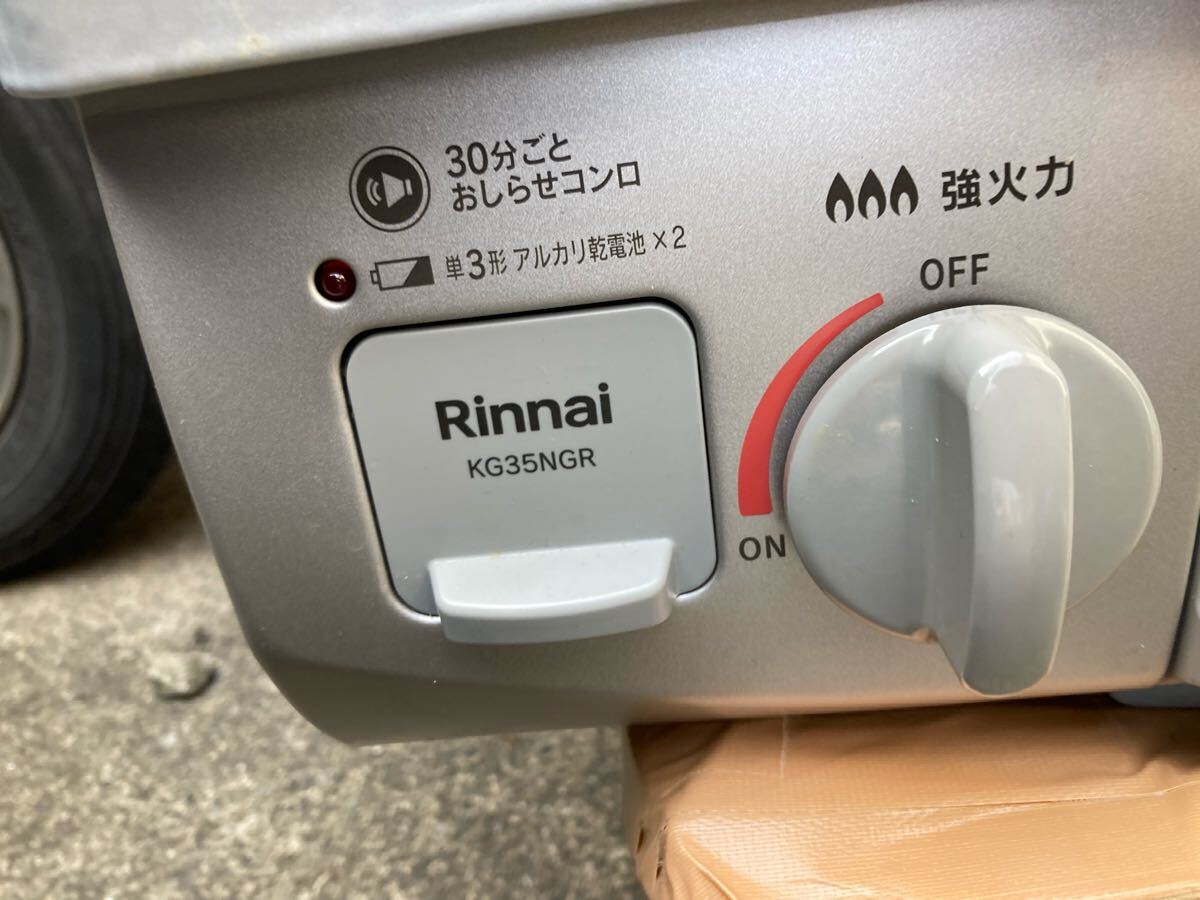 30分ごと
おしらせコンロ
単3形 アルカリ乾電池×2
Rinnai
KG35NGR
強火力
OFF
ON